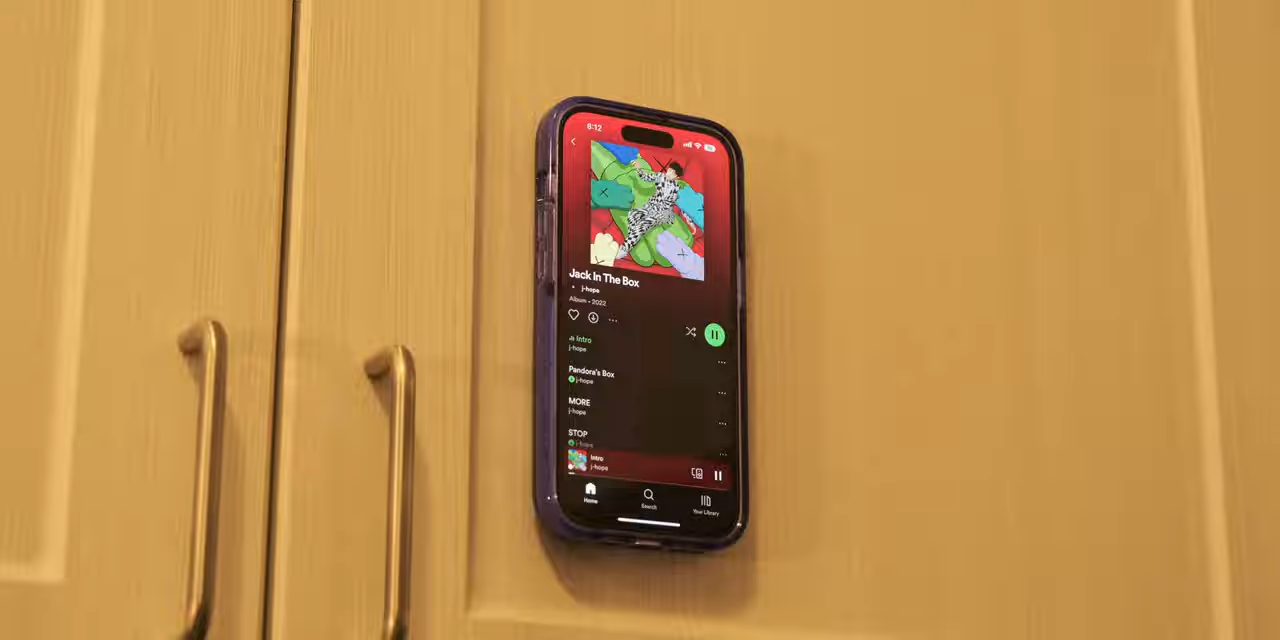 6:12
Jack In The Box
j-hope
Album • 2022
Intro
j-hope
Pandora's Box
j-hope
MORE
j-hope
STOP
j-hope
Intro
j-hope
Home
Search
Your Library